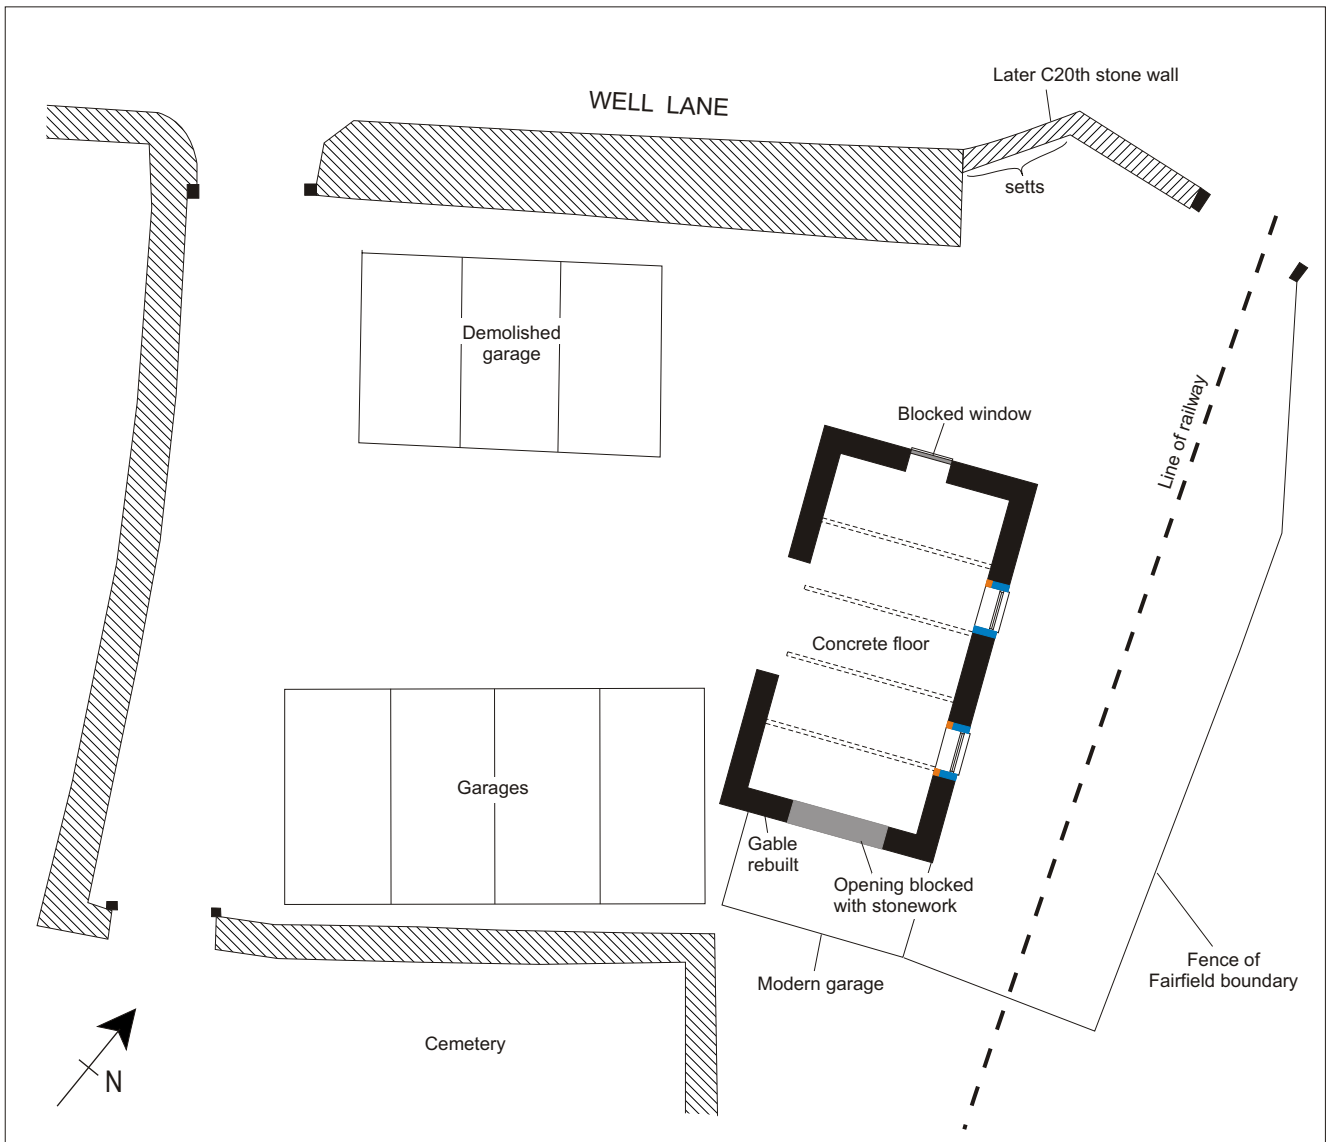 Later C20th stone wall
WELL LANE
setts
Demolished
garage
Line of railway
Blocked window
Concrete floor
Garages
Gable
rebuilt
Opening blocked
with stonework
Fence of
Fairfield boundary
Modern garage
Cemetery
N